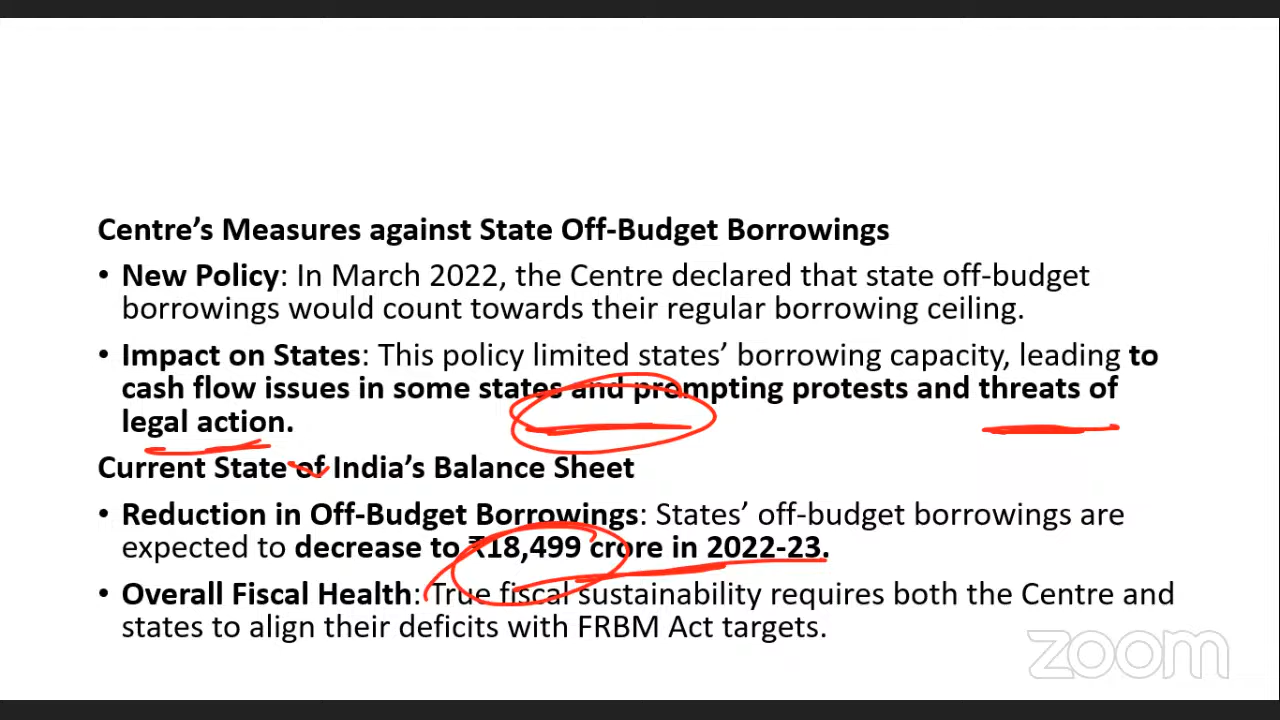 Centre’s Measures against State Off-Budget Borrowings
• New Policy: In March 2022, the Centre declared that state off-budget
borrowings would count towards their regular borrowing ceiling.
• Impact on States: This policy limited states’ borrowing capacity, leading to
cash flow issues in some states and prompting protests and threats of
legal action.
Current State of India’s Balance Sheet
• Reduction in Off-Budget Borrowings: States’ off-budget borrowings are
expected to decrease to ₹18,499 crore in 2022-23.
• Overall Fiscal Health: True fiscal sustainability requires both the Centre and
states to align their deficits with FRBM Act targets.
zoom